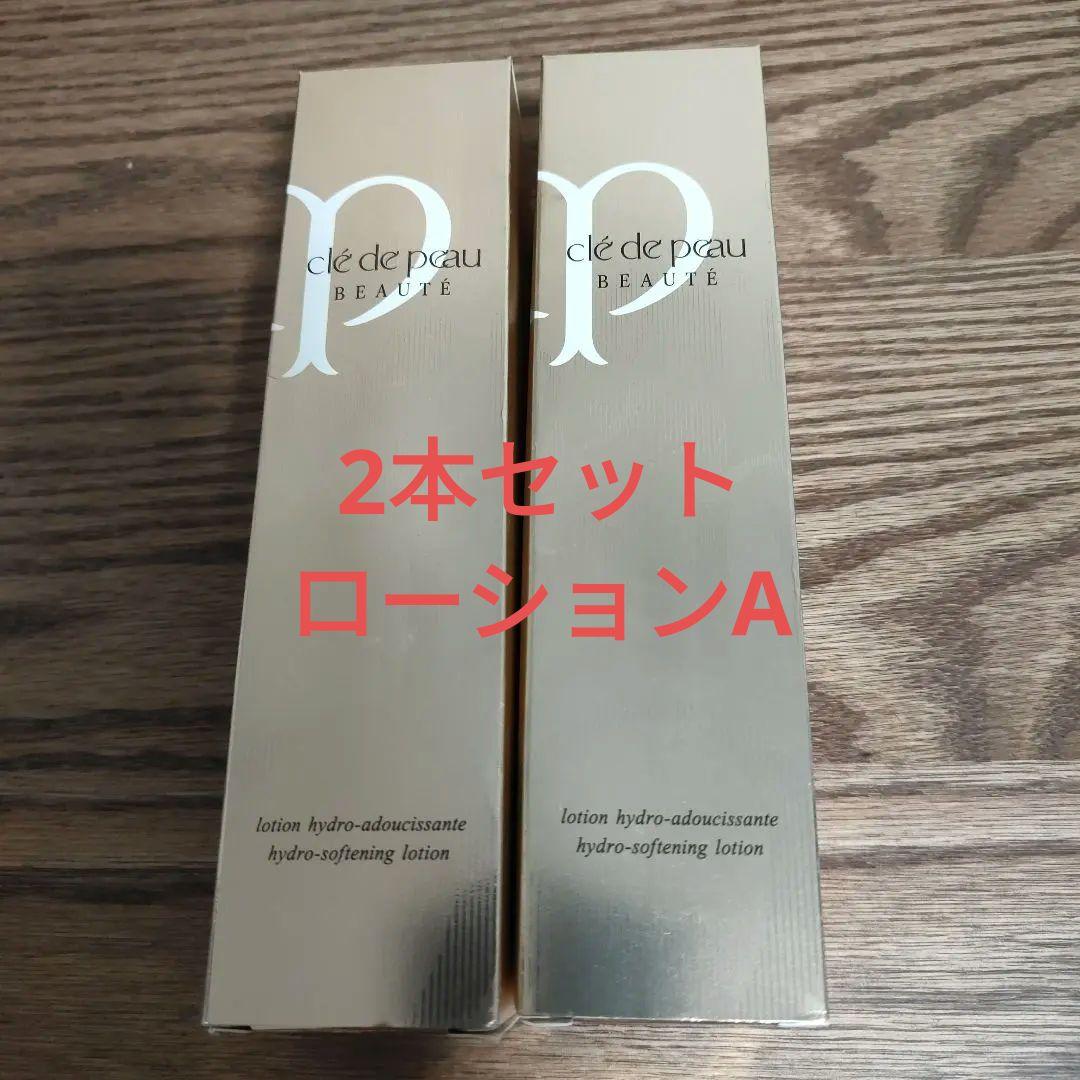 clé de peau
BEAUTÉ
clé de peau
BEAUTÉ
2本セット
ローションA
lotion hydro-adoucissante
hydro-softening lotion
lotion hydro-adoucissante
hydro-softening lotion